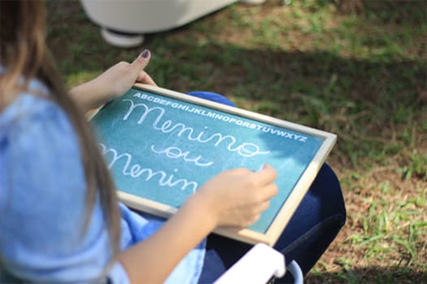 ABCDEFGHIJKLMNOPQRSTUVWXYZ
Menino
ou
Menin